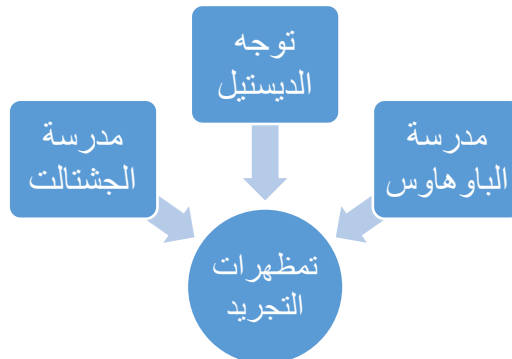 توجه
الديستيل
مدرسة
الباوهاوس
مدرسة
الجشتالت
تمظهرات
التجريد